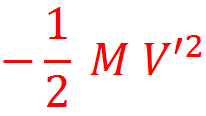 − 1/2 M V′²